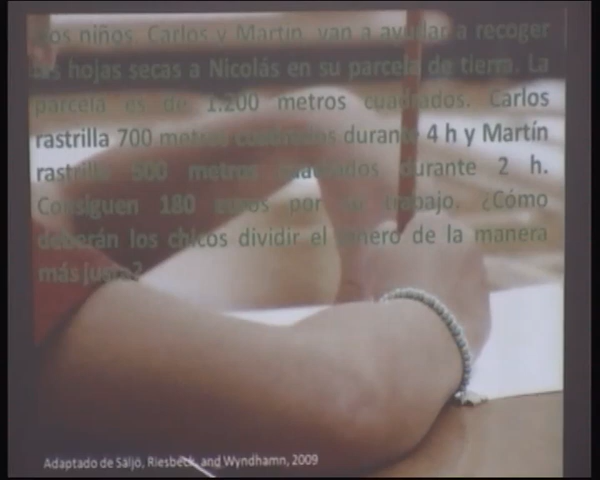 Dos niños, Carlos y Martín, van a ayudar a recoger
las hojas secas a Nicolás en su parcela de tierra. La
parcela es de 1.200 metros cuadrados. Carlos
rastrilla 700 metros cuadrados durante 4 h y Martín
rastrilla 500 metros cuadrados durante 2 h.
Consiguen 180 euros por su trabajo. ¿Cómo
deberán los chicos dividir el dinero de la manera
más justa?
Adaptado de Säljö, Riesbeck, and Wyndhamn, 2009